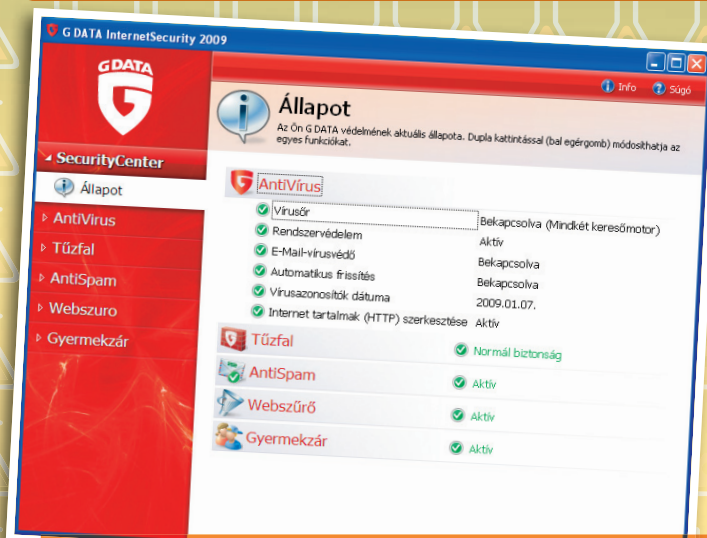 G DATA InternetSecurity 2009
GDATA
G
Info
Súgó
Állapot
Az Ön G DATA védelmének aktuális állapota. Dupla kattintással (bal egérgomb) módosíthatja az
egyes funkciókat.
SecurityCenter
Állapot
AntiVirus
Tűzfal
AntiSpam
Webszuro
Gyermekzár
AntiVírus
Vírusőr Bekapcsolva (Mindkét keresőmotor)
Rendszervédelem Aktív
E-Mail-vírusvédő Bekapcsolva
Automatikus frissítés Bekapcsolva
Vírusazonosítók dátuma 2009.01.07.
Internet tartalmak (HTTP) szerkesztése Aktív
Tűzfal Normál biztonság
AntiSpam Aktív
Webszűrő Aktív
Gyermekzár Aktív